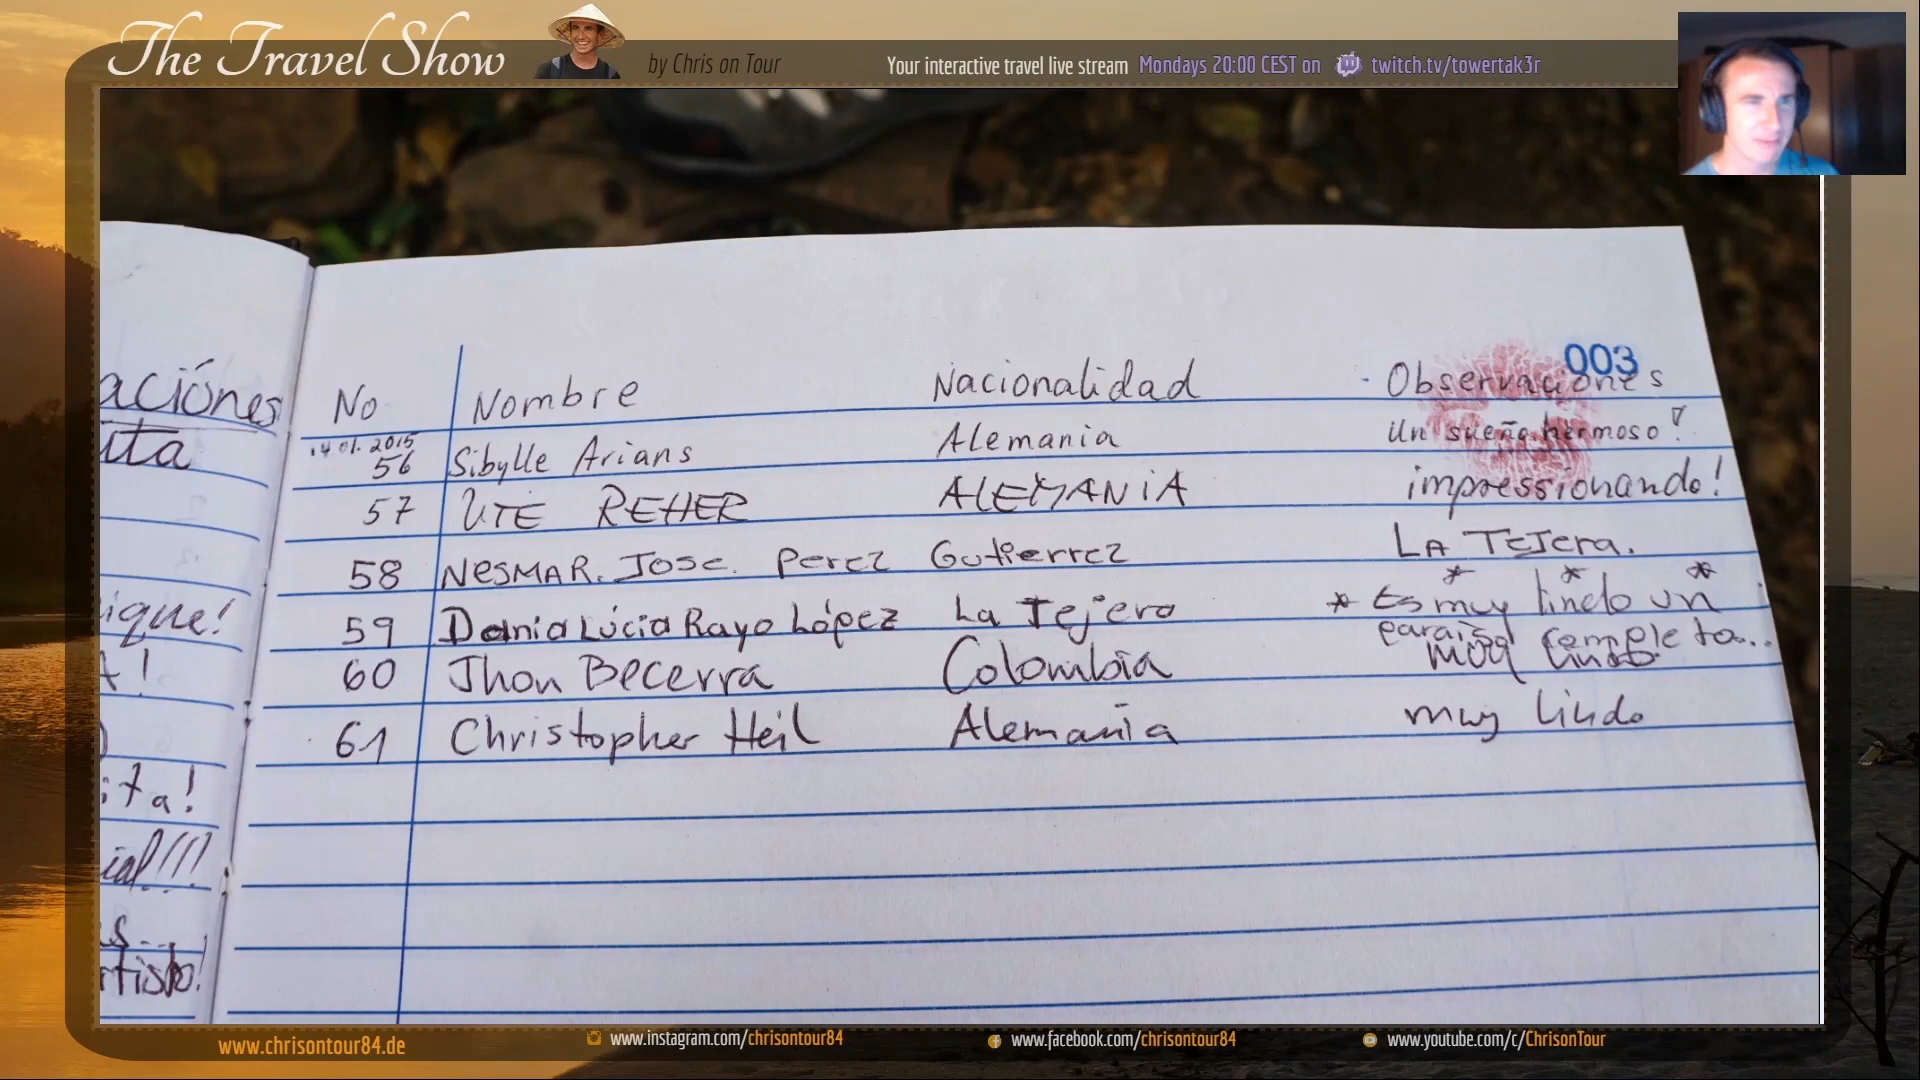 The Travel Show
by Chris on Tour
Your interactive travel live stream Mondays 20:00 CEST on twitch.tv/towertak3r
003
aciónes
ita
ique!
ita!
ial!!!
No Nombre Nacionalidad Observaciones
14.01.2015
56 Sibylle Arians Alemania Un sueño hermoso!
57 UTE REHER ALEMANiA impressionando!
58 NESMAR. Jose. Perez Gutierrez LA TEJera.
59 Dania Lúcia Rayo López La Tejera * Es muy lindo un
paraiso completo...
60 Jhon Becerra Colombia muy lindo
61 Christopher Heil Alemania muy lindo
www.chrisontour84.de
www.instagram.com/chrisontour84
www.facebook.com/chrisontour84
www.youtube.com/c/ChrisonTour